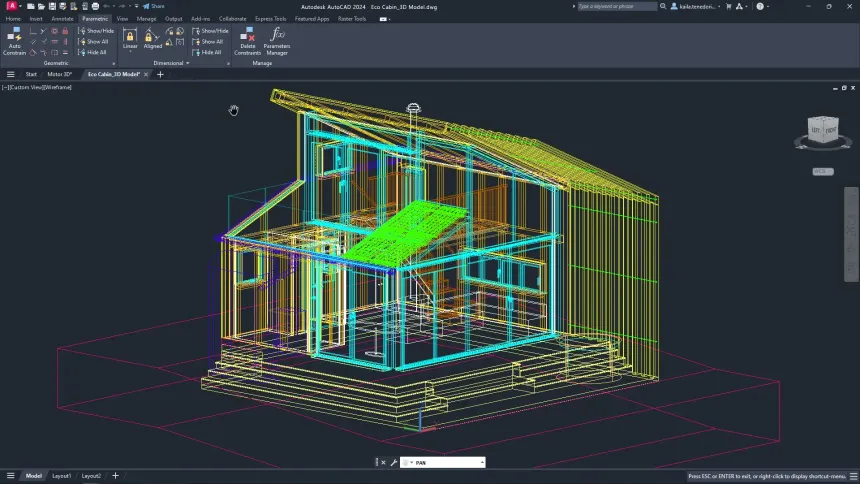 Share
Autodesk AutoCAD 2024 Eco Cabin_3D Model.dwg
Type a keyword or phrase
kaila.tenedori...
Home Insert Annotate Parametric View Manage Output Add-ins Collaborate Express Tools Featured Apps Raster Tools
Auto Constrain
Show/Hide
Show All
Hide All
Linear
Aligned
Show/Hide
Show All
Hide All
Delete Constraints
Parameters Manager
Geometric
Dimensional
Manage
Start Motor 3D* Eco Cabin_3D Model*
[−][Custom View][Wireframe]
LEFT FRONT
WCS
PAN
Model Layout1 Layout2 +
Press ESC or ENTER to exit, or right-click to display shortcut-menu.